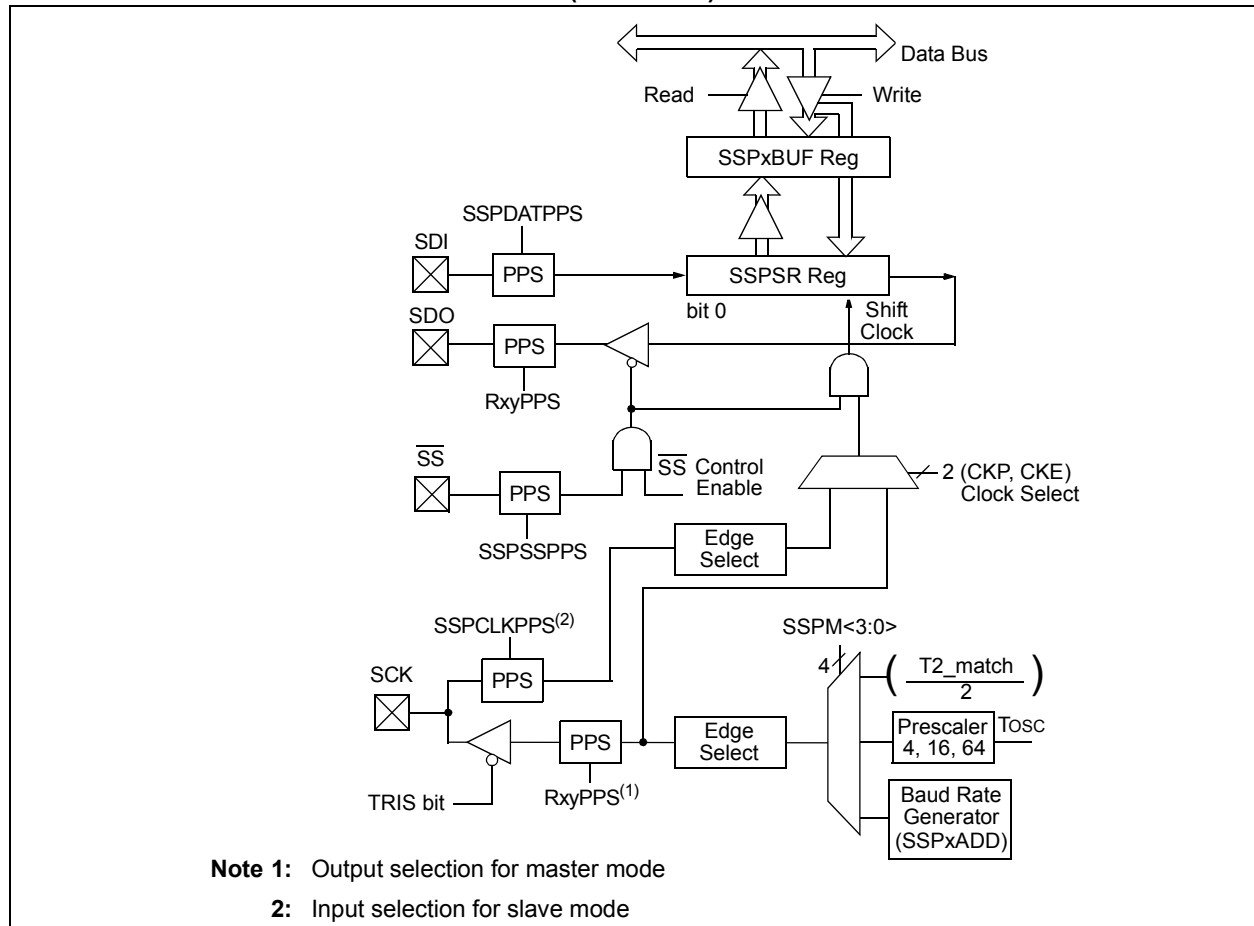 Data Bus
Read
Write
SSPxBUF Reg
SSPDATPPS
SDI
PPS
SSPSR Reg
bit 0
Shift
Clock
SDO
PPS
RxyPPS
SS
PPS
SS Control
Enable
2 (CKP, CKE)
Clock Select
SSPSSPPS
Edge
Select
SSPCLKPPS(2)
SSPM<3:0>
4
SCK
PPS
( T2_match
2 )
PPS
Edge
Select
Prescaler
4, 16, 64
TOSC
TRIS bit
RxyPPS(1)
Baud Rate
Generator
(SSPxADD)
Note 1: Output selection for master mode
2: Input selection for slave mode